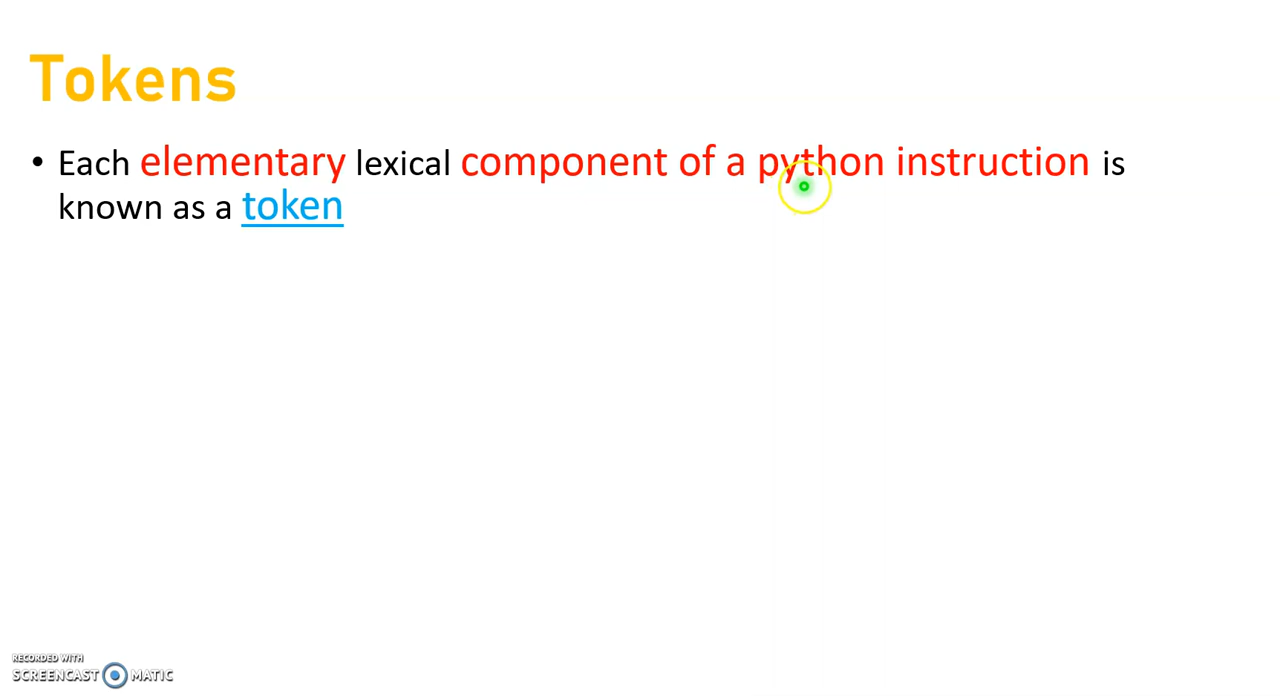 Tokens
• Each elementary lexical component of a python instruction is
known as a token
RECORDED WITH
SCREENCAST MATIC